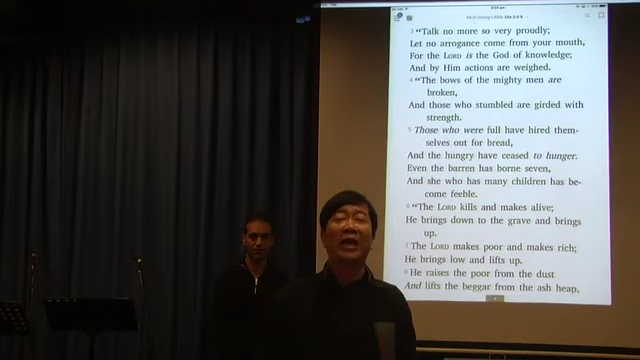 3 "Talk no more so very proudly;
Let no arrogance come from your mouth,
For the LORD is the God of knowledge;
And by Him actions are weighed.
4 "The bows of the mighty men are
broken,
And those who stumbled are girded with
strength.
5 Those who were full have hired them-
selves out for bread,
And the hungry have ceased to hunger.
Even the barren has borne seven,
And she who has many children has be-
come feeble.
6 "The LORD kills and makes alive;
He brings down to the grave and brings
up.
7 The LORD makes poor and makes rich;
He brings low and lifts up.
8 He raises the poor from the dust
And lifts the beggar from the ash heap,